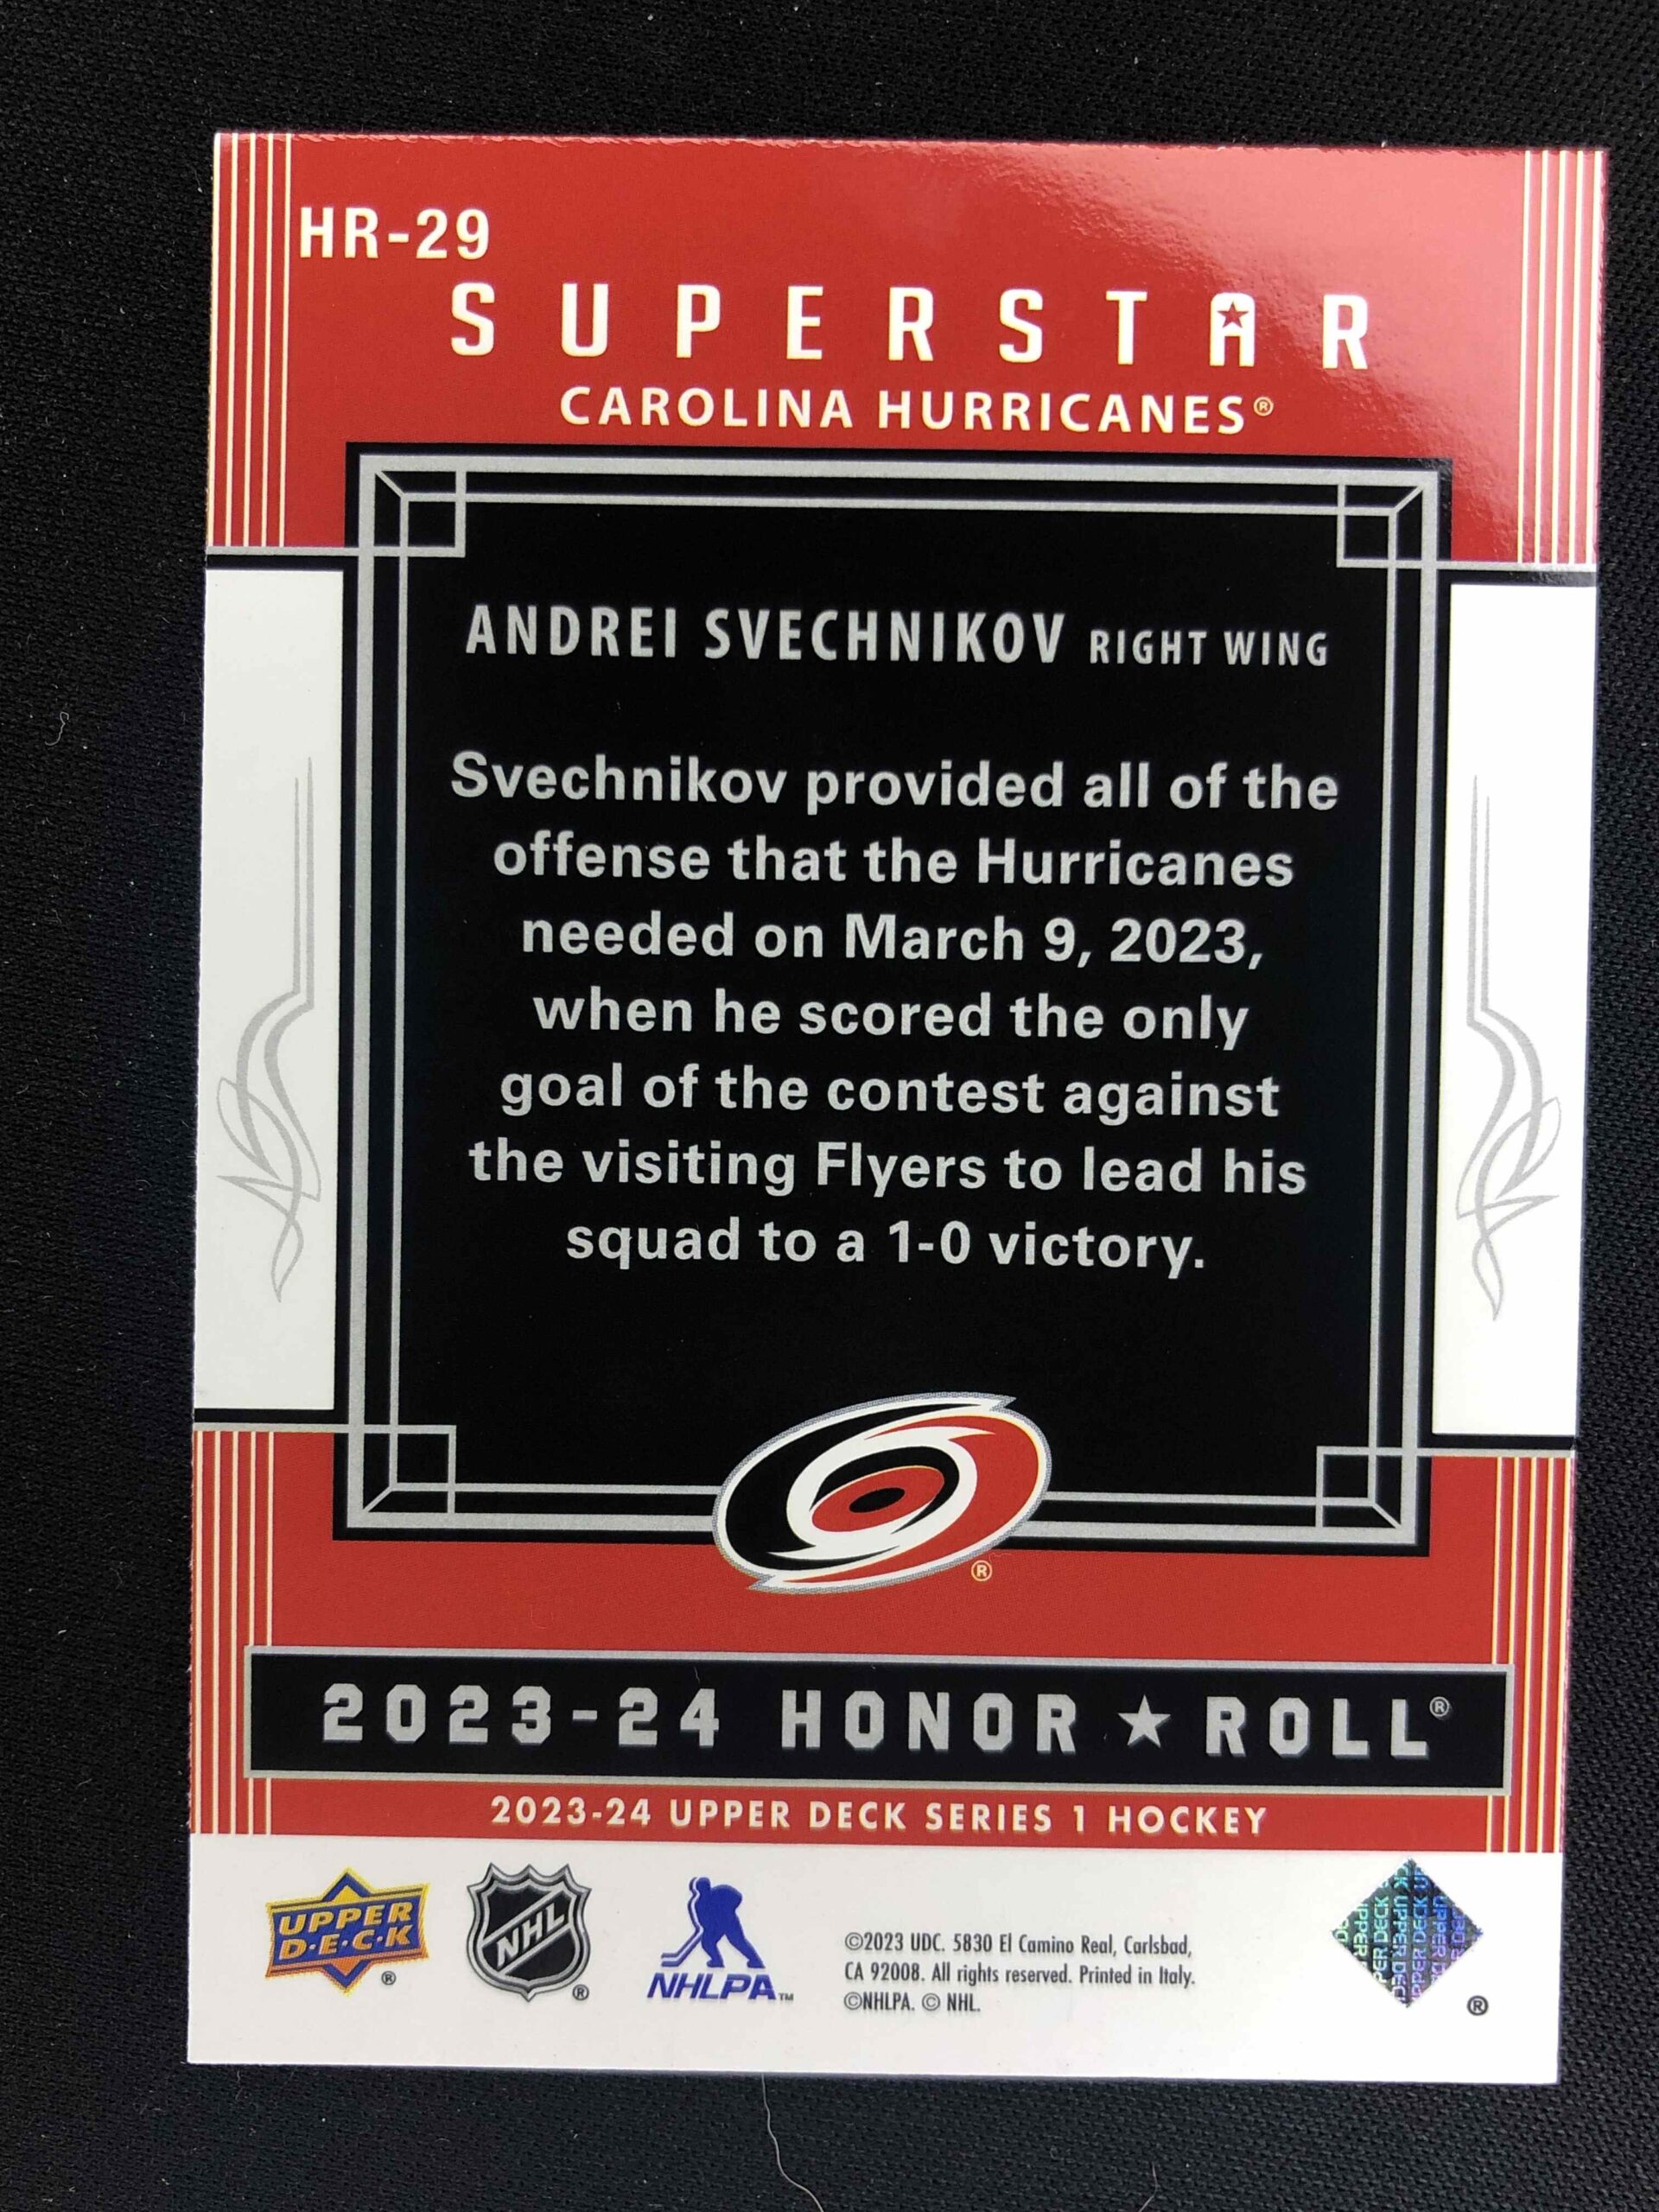 HR-29
SUPERSTAR
CAROLINA HURRICANES®
ANDREI SVECHNIKOV RIGHT WING
Svechnikov provided all of the
offense that the Hurricanes
needed on March 9, 2023,
when he scored the only
goal of the contest against
the visiting Flyers to lead his
squad to a 1-0 victory.
®
2023-24 HONOR ★ ROLL®
2023-24 UPPER DECK SERIES 1 HOCKEY
UPPER
D·E·C·K
®
NHL
®
NHLPA™
©2023 UDC. 5830 El Camino Real, Carlsbad,
CA 92008. All rights reserved. Printed in Italy.
©NHLPA. © NHL.
UPPER DECK
®